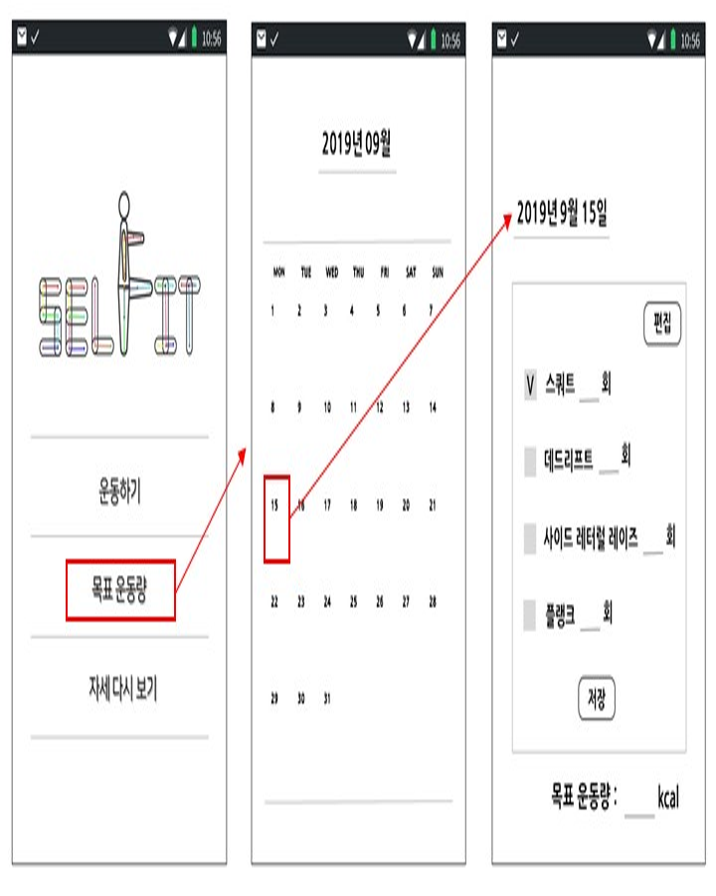 10:56
SELF IT
운동하기
목표 운동량
자세 다시 보기
10:56
2019년 09월
MON TUE WED THU FRI SAT SUN
1 2 3 4 5 6 7
8 9 10 11 12 13 14
15 16 17 18 19 20 21
22 23 24 25 26 27 28
29 30 31
10:56
2019년 9월 15일
편집
V 스쿼트 __ 회
데드리프트 __ 회
사이드 레터럴 레이즈 __ 회
플랭크 __ 회
저장
목표 운동량 : __ kcal